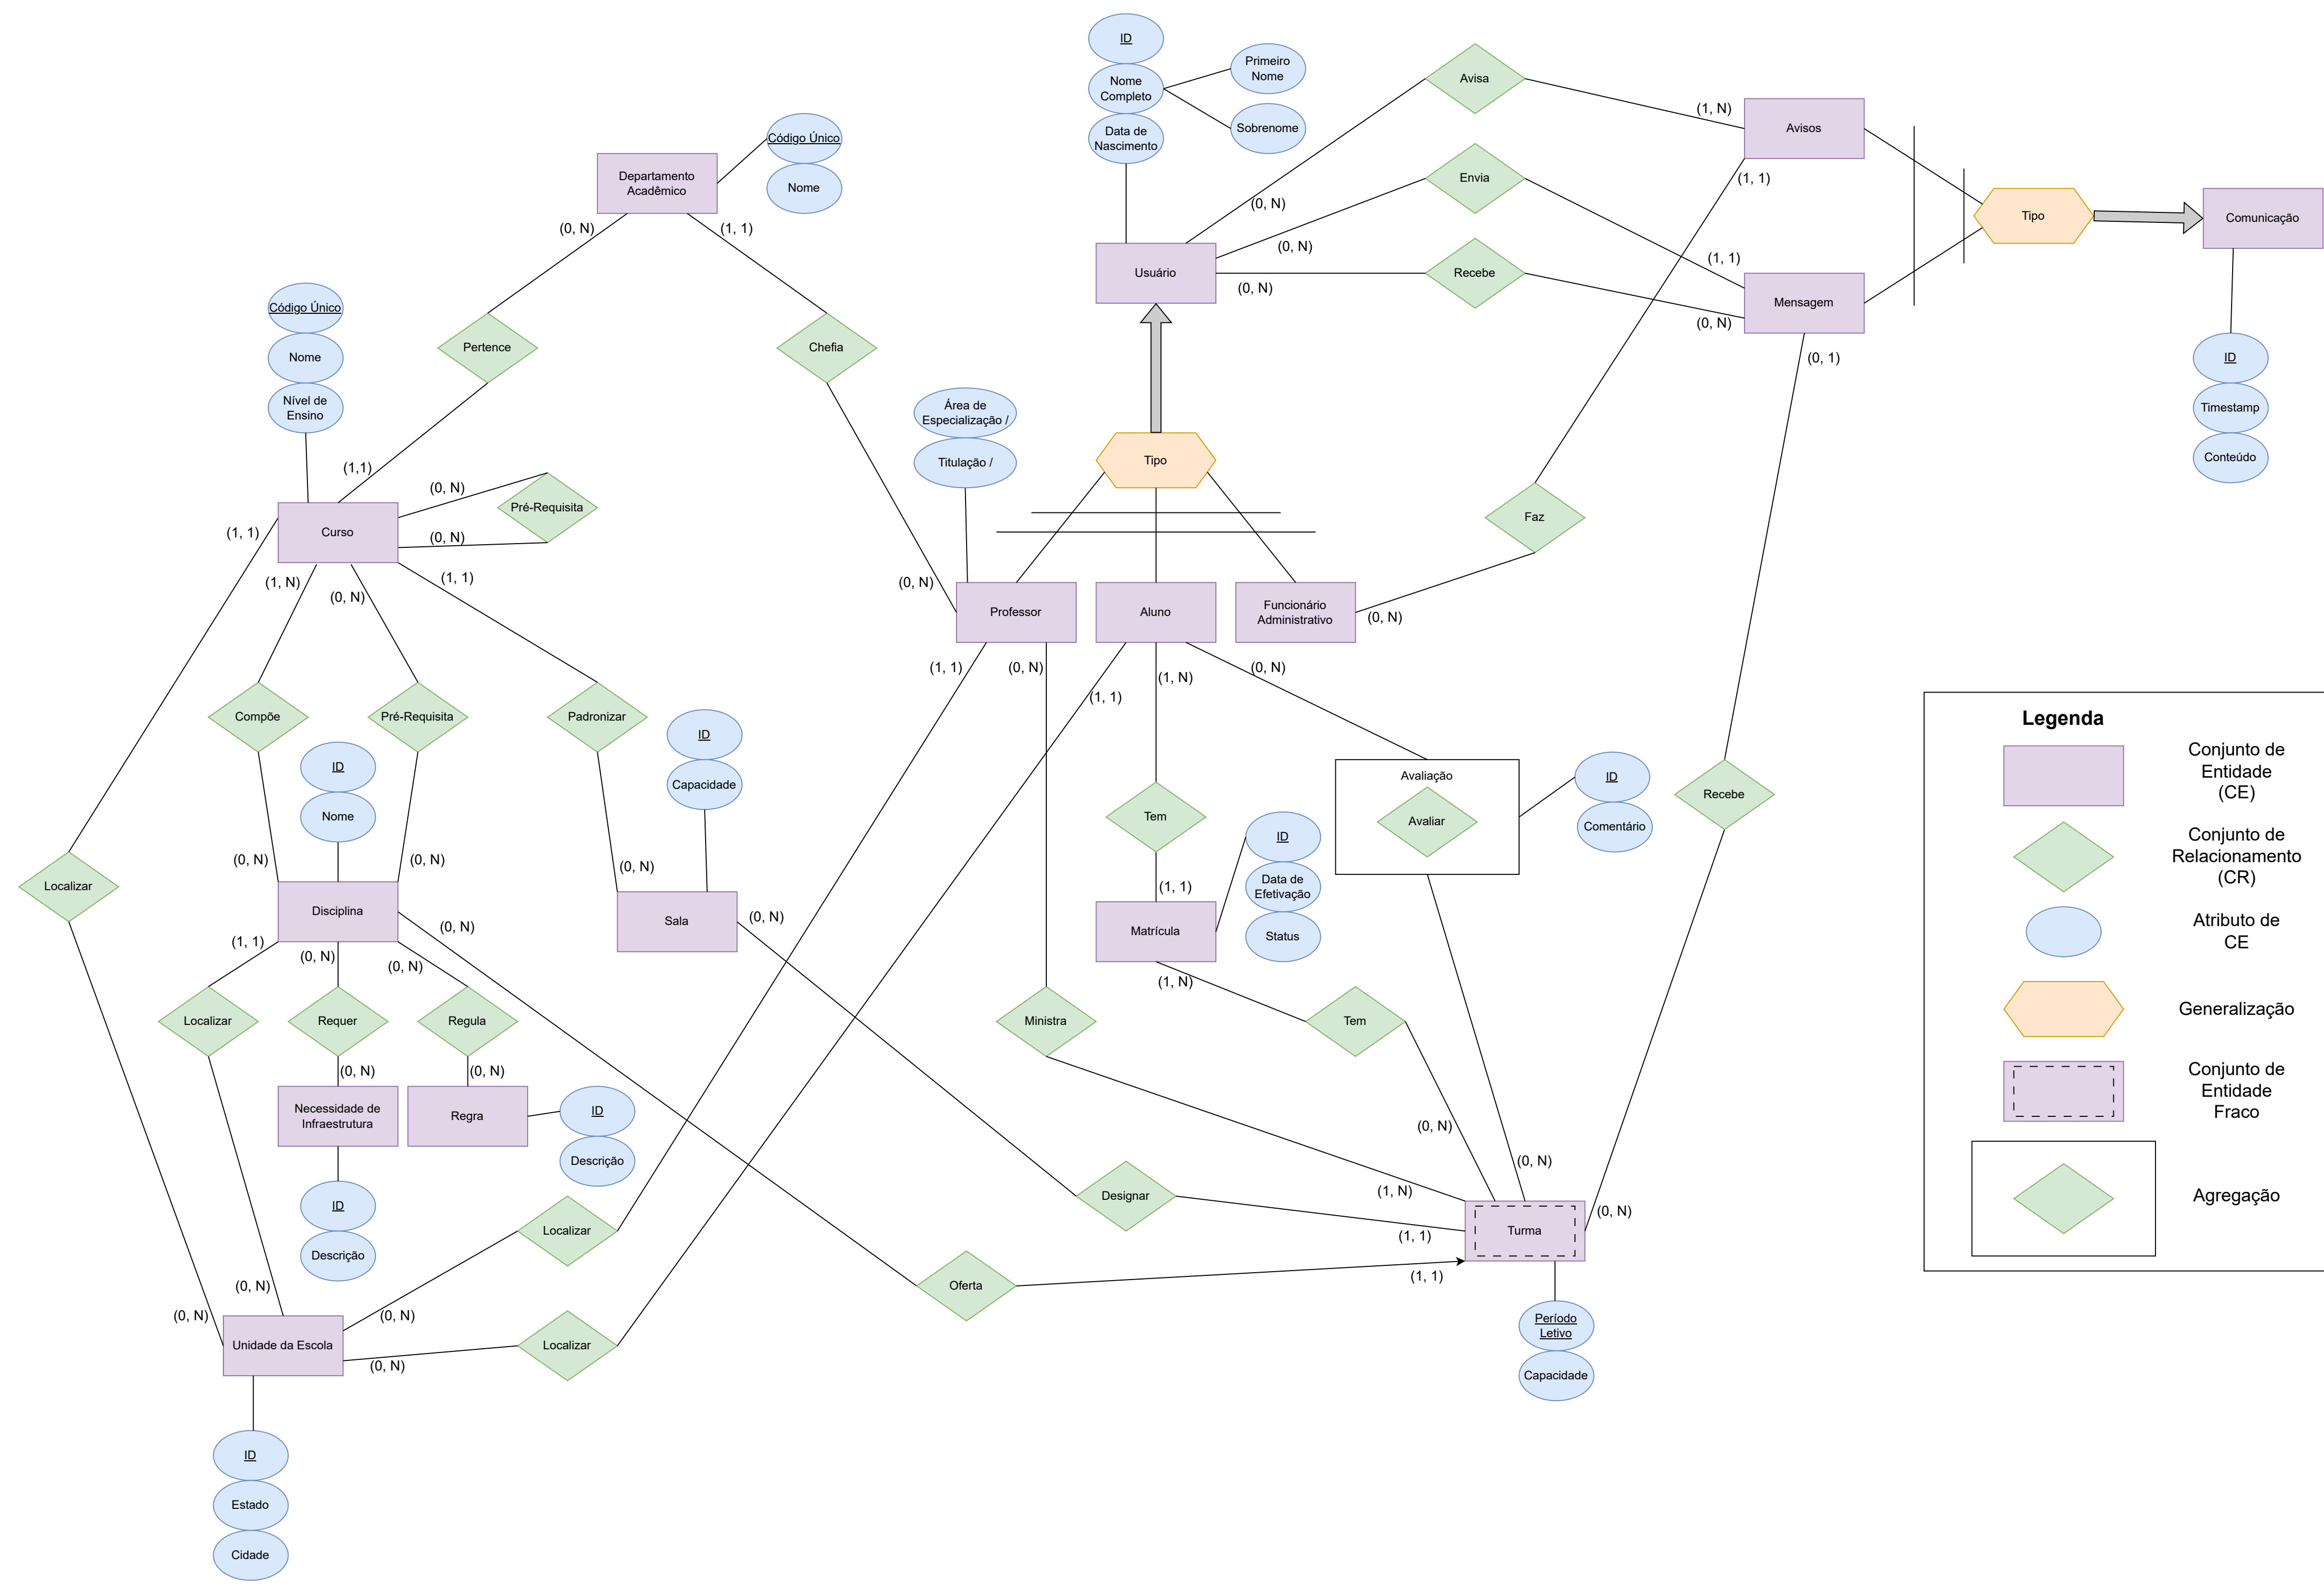 ID
Nome
Completo
Data de
Nascimento
Primeiro
Nome
Sobrenome
Avisa
(1, N)
Avisos
(0, N)
Envia
(0, N)
Usuário
(1, 1)
Recebe
(0, N)
(0, N)
Mensagem
(1, 1)
(0, 1)
Tipo
Comunicação
ID
Timestamp
Conteúdo
Departamento
Acadêmico
Código Único
Nome
(0, N)
(1, 1)
Pertence
Chefia
Código Único
Nome
Nível de
Ensino
(1,1)
(0, N)
Pré-Requisita
(0, N)
(1, 1)
Curso
(1, N)
(0, N)
(1, 1)
Área de
Especialização /
Titulação /
Tipo
Faz
(0, N)
Professor
Aluno
Funcionário
Administrativo
(0, N)
(1, 1)
(0, N)
(1, 1)
(1, N)
(0, N)
Compõe
Pré-Requisita
Padronizar
ID
Nome
ID
Capacidade
Tem
Avaliação
Avaliar
ID
Comentário
Recebe
Localizar
(0, N)
(0, N)
(0, N)
Disciplina
Sala
(0, N)
(0, N)
(1, 1)
Matrícula
ID
Data de
Efetivação
Status
(1, 1)
(0, N)
(0, N)
(1, N)
Localizar
Requer
Regula
Ministra
Tem
(0, N)
(0, N)
Necessidade de
Infraestrutura
Regra
ID
Descrição
ID
Descrição
(0, N)
(0, N)
(1, N)
(0, N)
Designar
(1, 1)
Turma
Localizar
Oferta
(1, 1)
Período
Letivo
Capacidade
(0, N)
(0, N)
(0, N)
Unidade da Escola
(0, N)
Localizar
ID
Estado
Cidade
Legenda
Conjunto de
Entidade
(CE)
Conjunto de
Relacionamento
(CR)
Atributo de
CE
Generalização
Conjunto de
Entidade
Fraco
Agregação